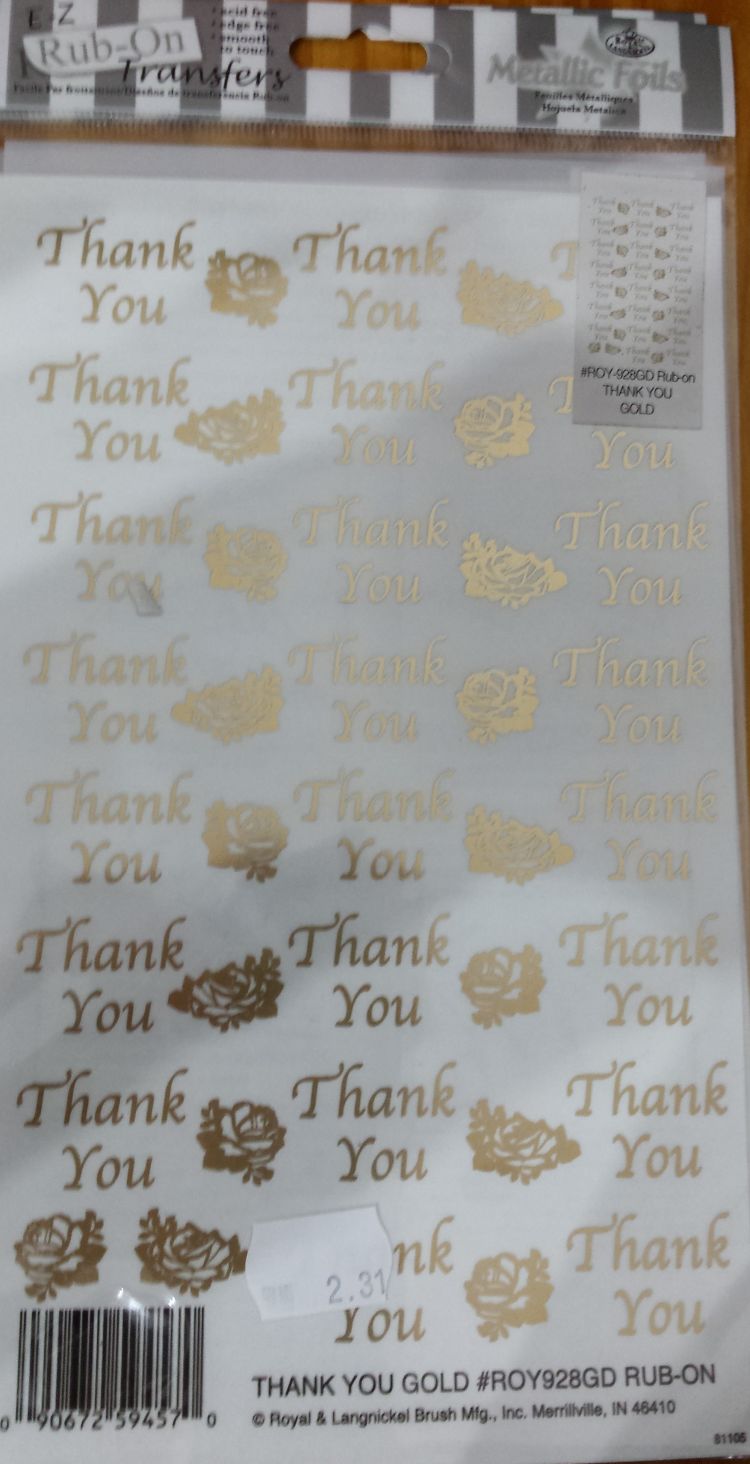 E-Z
Rub-On
Transfers
• acid free
• edge free
• smooth
to touch
ROYAL
LANGNICKEL
Metallic Foils
Feuilles Métalliques
Hojuela Metalica
Thank Thank T
You You
Thank Thank T
You You You
Thank Thank Thank
You You You
Thank Thank Thank
You You You
Thank Thank Thank
You You You
Thank Thank Thank
You You You
Thank Thank Thank
You You You
nk Thank
You You
#ROY-928GD Rub-on
THANK YOU
GOLD
2.31
0 90672 59457 0
THANK YOU GOLD #ROY928GD RUB-ON
© Royal & Langnickel Brush Mfg., Inc. Merrillville, IN 46410
81105